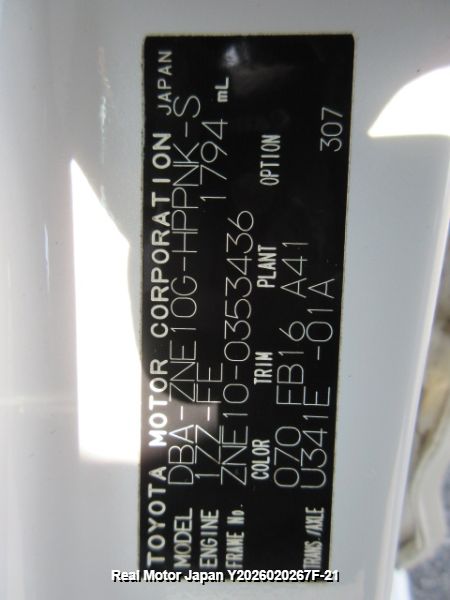 TOYOTA MOTOR CORPORATION JAPAN
MODEL DBA-ZNE10G-HPPNK-S
ENGINE 1ZZ-FE 1794 mL
FRAME No. ZNE10-0353436
COLOR TRIM PLANT OPTION
070 FB16 A41
TRANS/AXLE U341E-01A 307
Real Motor Japan Y2026020267F-21